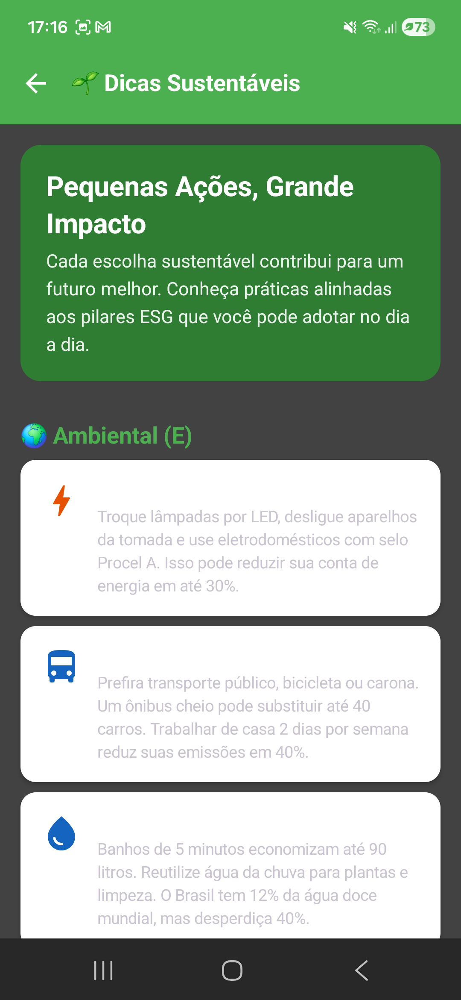 17:16
73
Dicas Sustentáveis
Pequenas Ações, Grande
Impacto
Cada escolha sustentável contribui para um
futuro melhor. Conheça práticas alinhadas
aos pilares ESG que você pode adotar no dia
a dia.
Ambiental (E)
Troque lâmpadas por LED, desligue aparelhos
da tomada e use eletrodomésticos com selo
Procel A. Isso pode reduzir sua conta de
energia em até 30%.
Prefira transporte público, bicicleta ou carona.
Um ônibus cheio pode substituir até 40
carros. Trabalhar de casa 2 dias por semana
reduz suas emissões em 40%.
Banhos de 5 minutos economizam até 90
litros. Reutilize água da chuva para plantas e
limpeza. O Brasil tem 12% da água doce
mundial, mas desperdiça 40%.